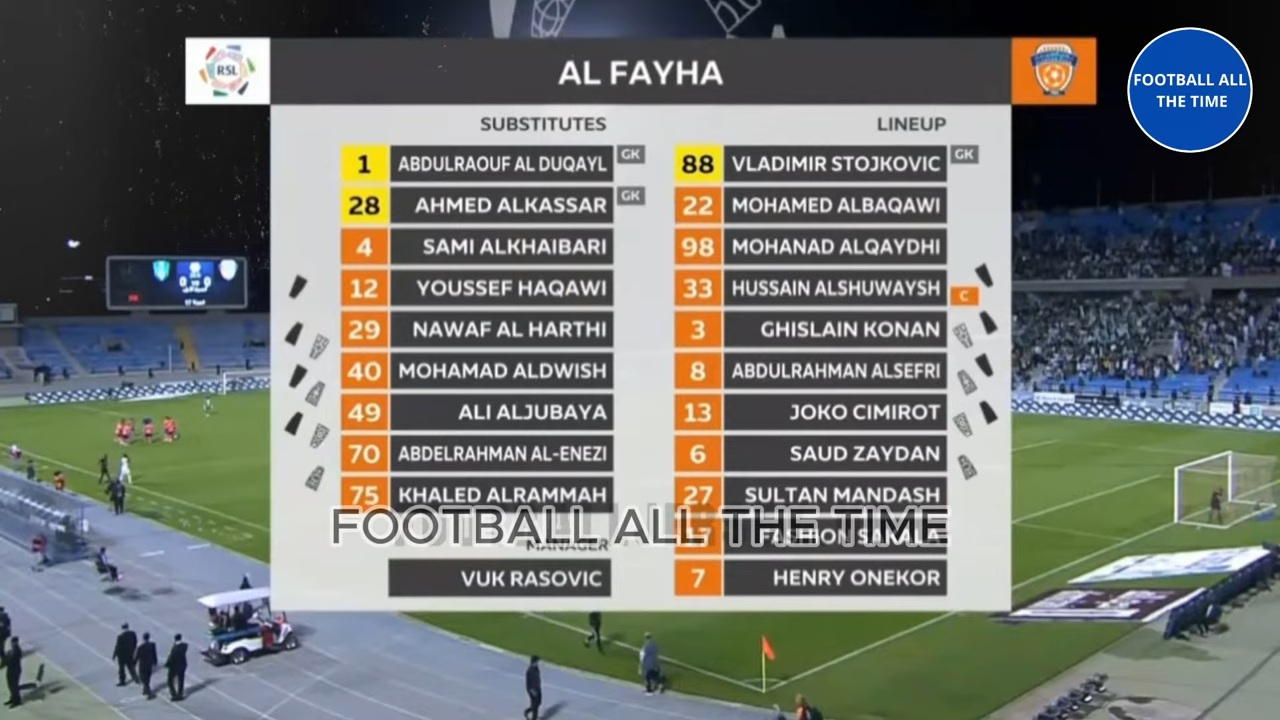 RSL
AL FAYHA
FOOTBALL ALL
THE TIME
SUBSTITUTES
1 ABDULRAOUF AL DUQAYL GK
28 AHMED ALKASSAR GK
4 SAMI ALKHAIBARI
12 YOUSSEF HAQAWI
29 NAWAF AL HARTHI
40 MOHAMAD ALDWISH
49 ALI ALJUBAYA
70 ABDELRAHMAN AL-ENEZI
75 KHALED ALRAMMAH
MANAGER
VUK RASOVIC
LINEUP
88 VLADIMIR STOJKOVIC GK
22 MOHAMED ALBAQAWI
98 MOHANAD ALQAYDHI
33 HUSSAIN ALSHUWAYSH C
3 GHISLAIN KONAN
8 ABDULRAHMAN ALSEFRI
13 JOKO CIMIROT
6 SAUD ZAYDAN
27 SULTAN MANDASH
FASHION SAKALA
7 HENRY ONEKOR
FOOTBALL ALL THE TIME
0 0